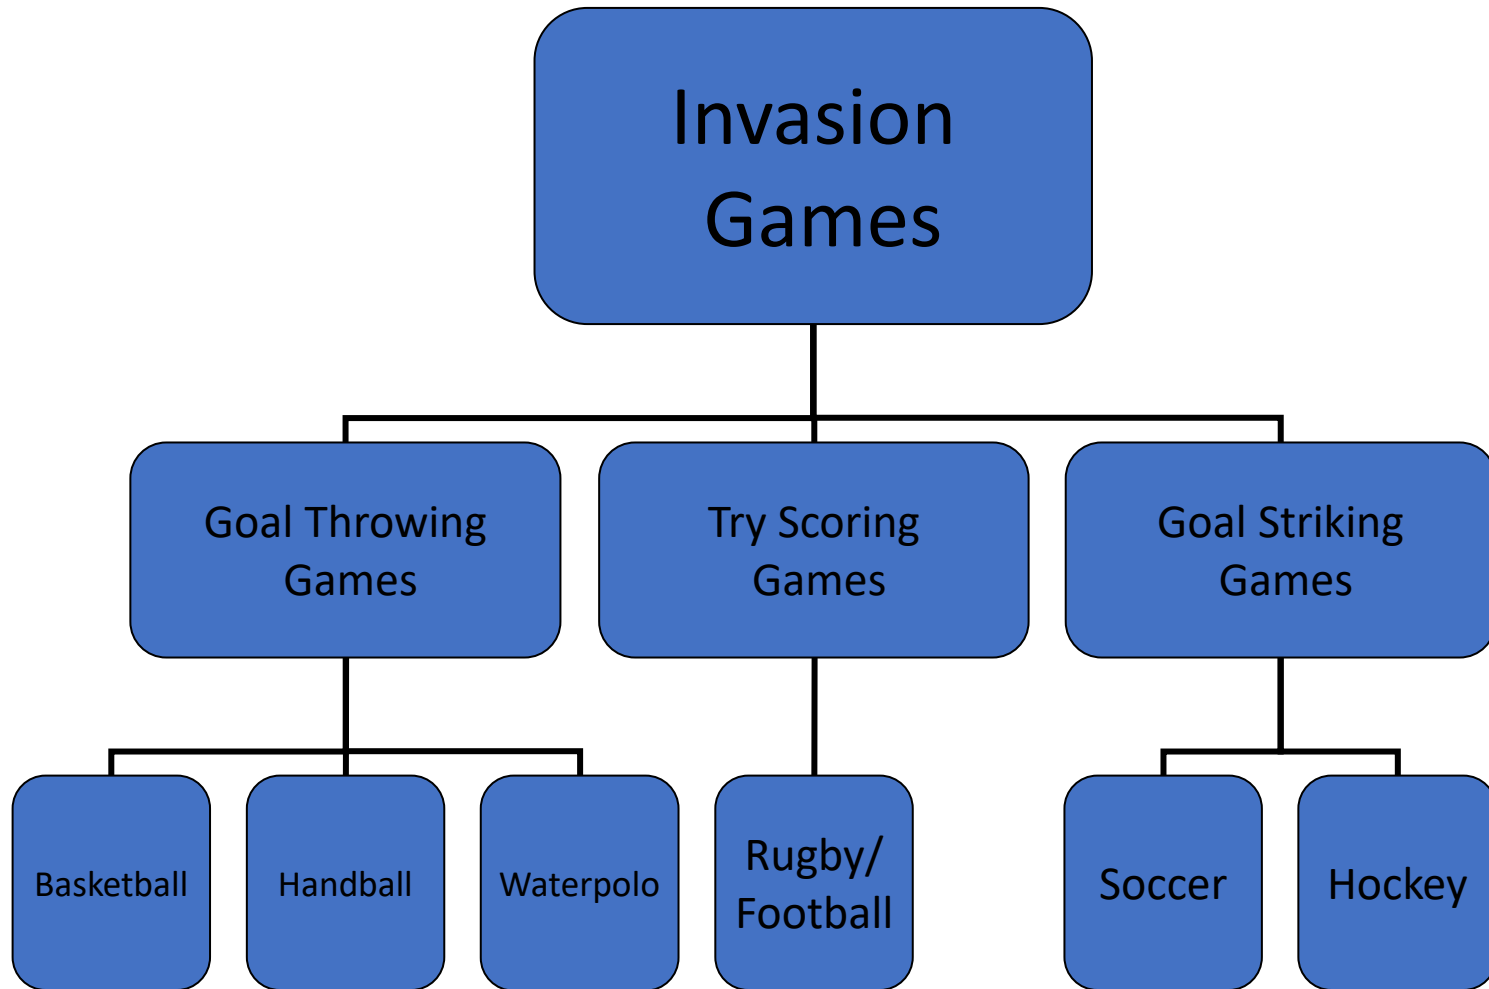 Invasion
Games
Goal Throwing
Games
Try Scoring
Games
Goal Striking
Games
Basketball
Handball
Waterpolo
Rugby/
Football
Soccer
Hockey